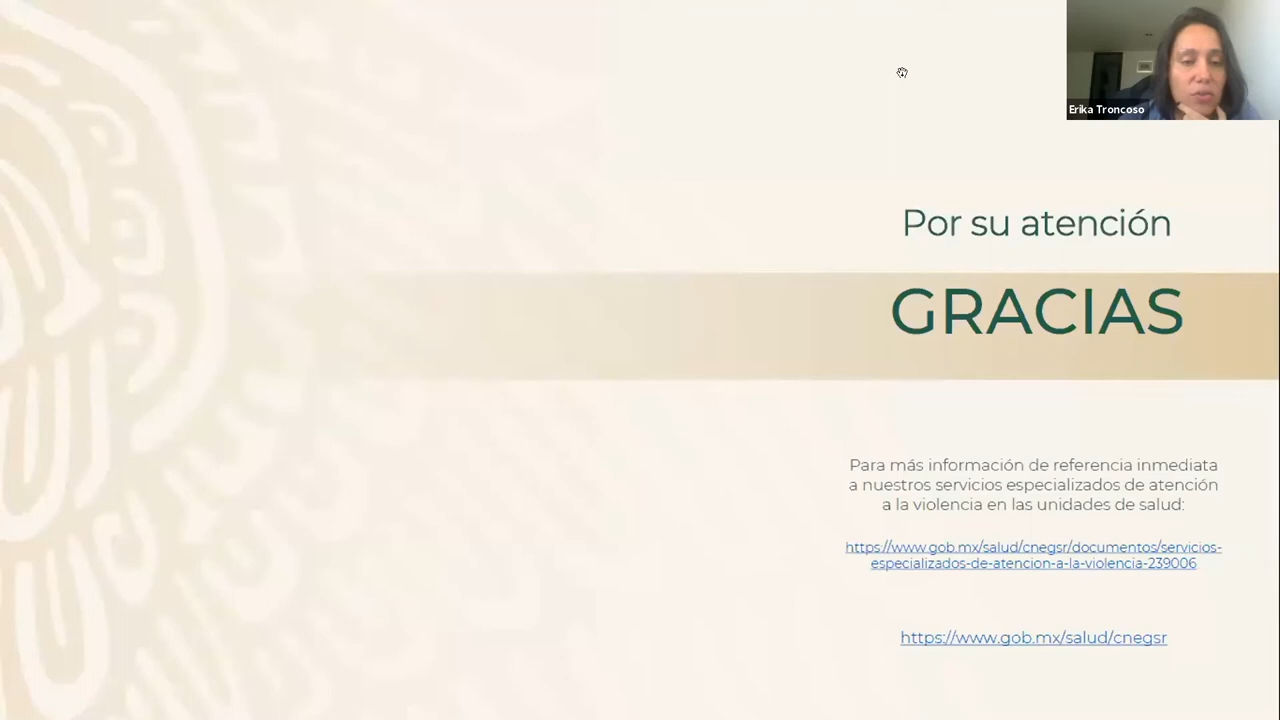 Erika Troncoso
Por su atención
GRACIAS
Para más información de referencia inmediata
a nuestros servicios especializados de atención
a la violencia en las unidades de salud:
https://www.gob.mx/salud/cnegsr/documentos/servicios-
especializados-de-atencion-a-la-violencia-239006
https://www.gob.mx/salud/cnegsr